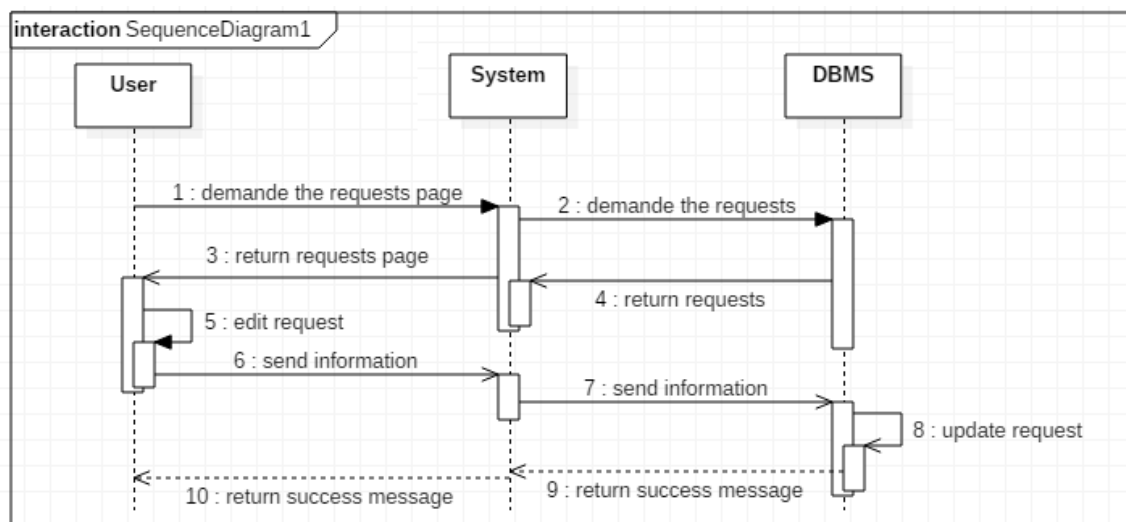 interaction SequenceDiagram1
User
System
DBMS
1 : demande the requests page
2 : demande the requests
3 : return requests page
4 : return requests
5 : edit request
6 : send information
7 : send information
8 : update request
9 : return success message
10 : return success message